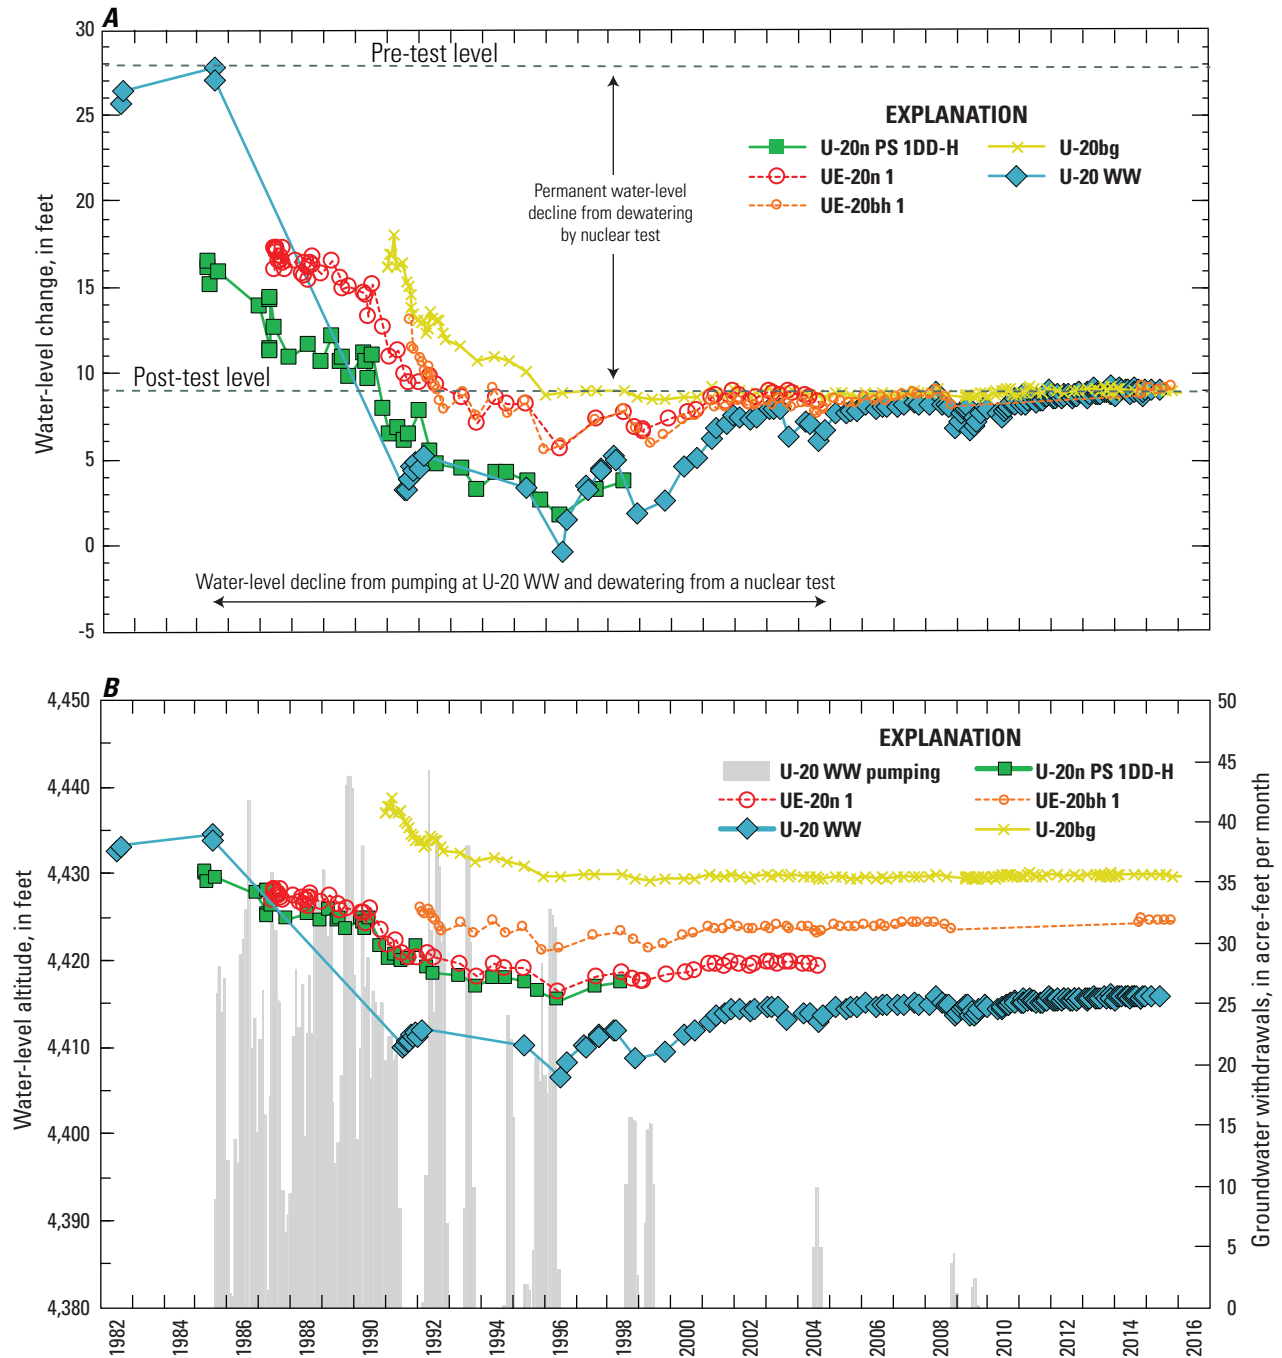 A
30
25
20
15
10
5
0
-5
Water-level change, in feet
Pre-test level
Post-test level
Permanent water-level
decline from dewatering
by nuclear test
EXPLANATION
U-20n PS 1DD-H
UE-20n 1
UE-20bh 1
U-20bg
U-20 WW
Water-level decline from pumping at U-20 WW and dewatering from a nuclear test
B
4,450
4,440
4,430
4,420
4,410
4,400
4,390
4,380
Water-level altitude, in feet
EXPLANATION
U-20 WW pumping
UE-20n 1
U-20 WW
U-20n PS 1DD-H
UE-20bh 1
U-20bg
50
45
40
35
30
25
20
15
10
5
0
Groundwater withdrawals, in acre-feet per month
1982
1984
1986
1988
1990
1992
1994
1996
1998
2000
2002
2004
2006
2008
2010
2012
2014
2016